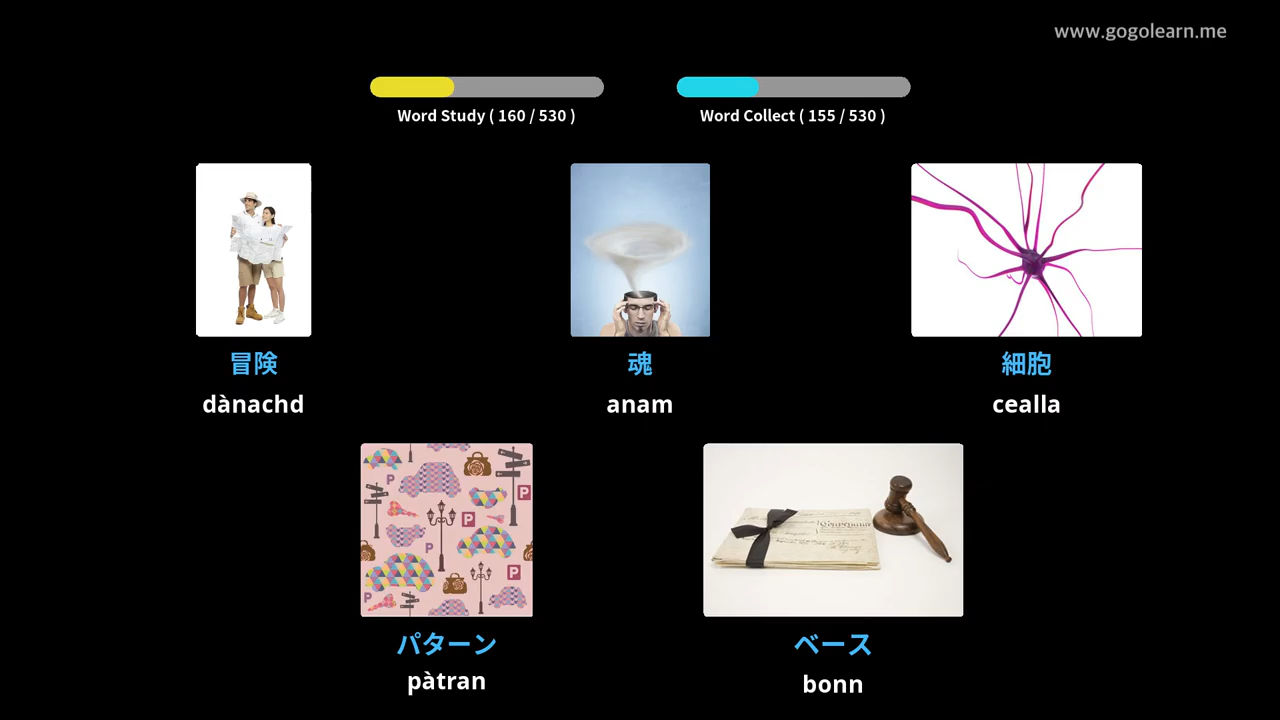 www.gogolearn.me
Word Study ( 160 / 530 )
Word Collect ( 155 / 530 )
冒険
dànachd
魂
anam
細胞
cealla
パターン
pàtran
ベース
bonn
P
P
P
P
P
P